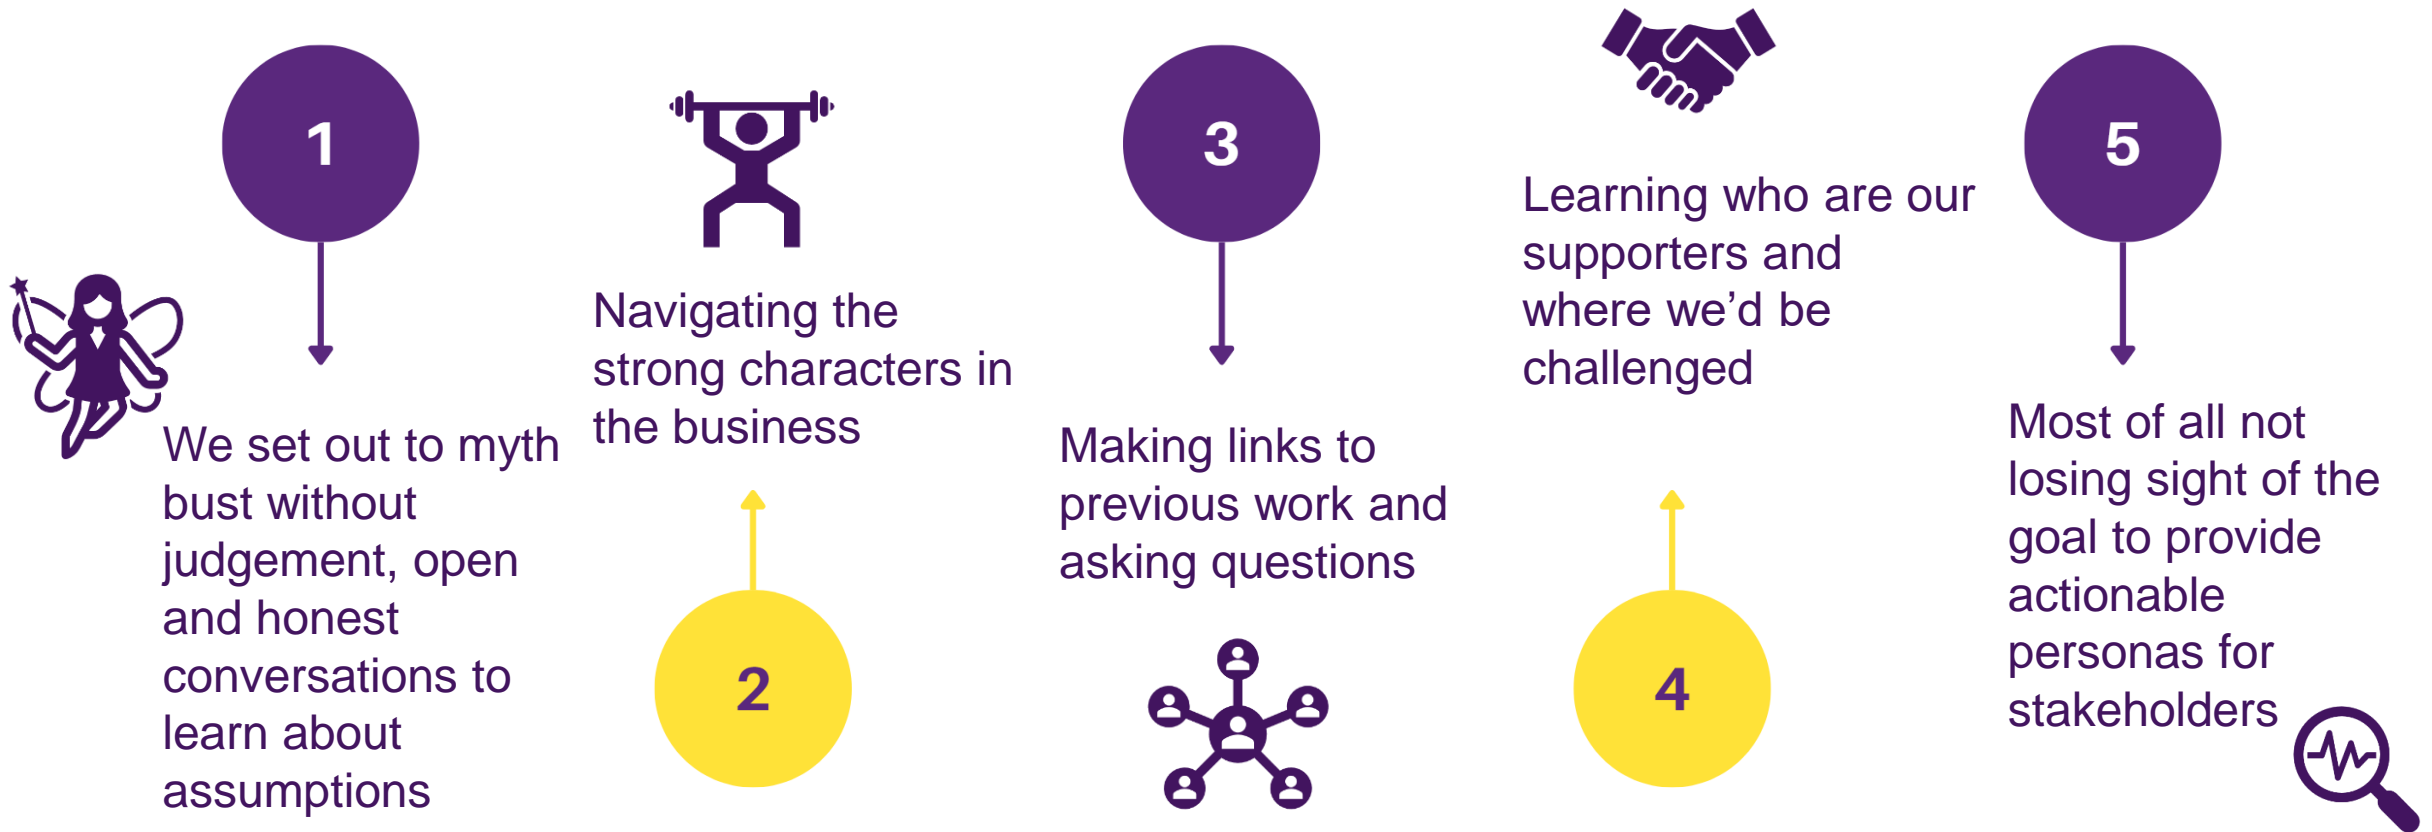 1
We set out to myth
bust without
judgement, open
and honest
conversations to
learn about
assumptions
Navigating the
strong characters in
the business
2
3
Making links to
previous work and
asking questions
Learning who are our
supporters and
where we’d be
challenged
4
5
Most of all not
losing sight of the
goal to provide
actionable
personas for
stakeholders